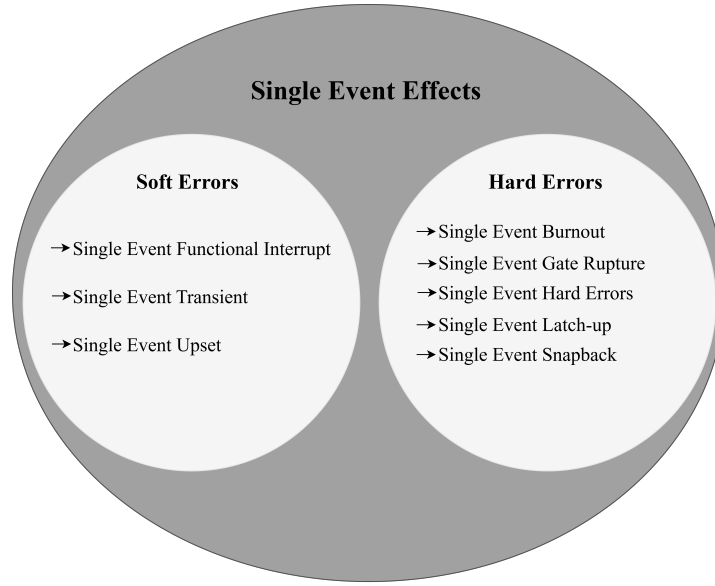 Single Event Effects
Soft Errors
→Single Event Functional Interrupt
→Single Event Transient
→Single Event Upset
Hard Errors
→Single Event Burnout
→Single Event Gate Rupture
→Single Event Hard Errors
→Single Event Latch-up
→Single Event Snapback